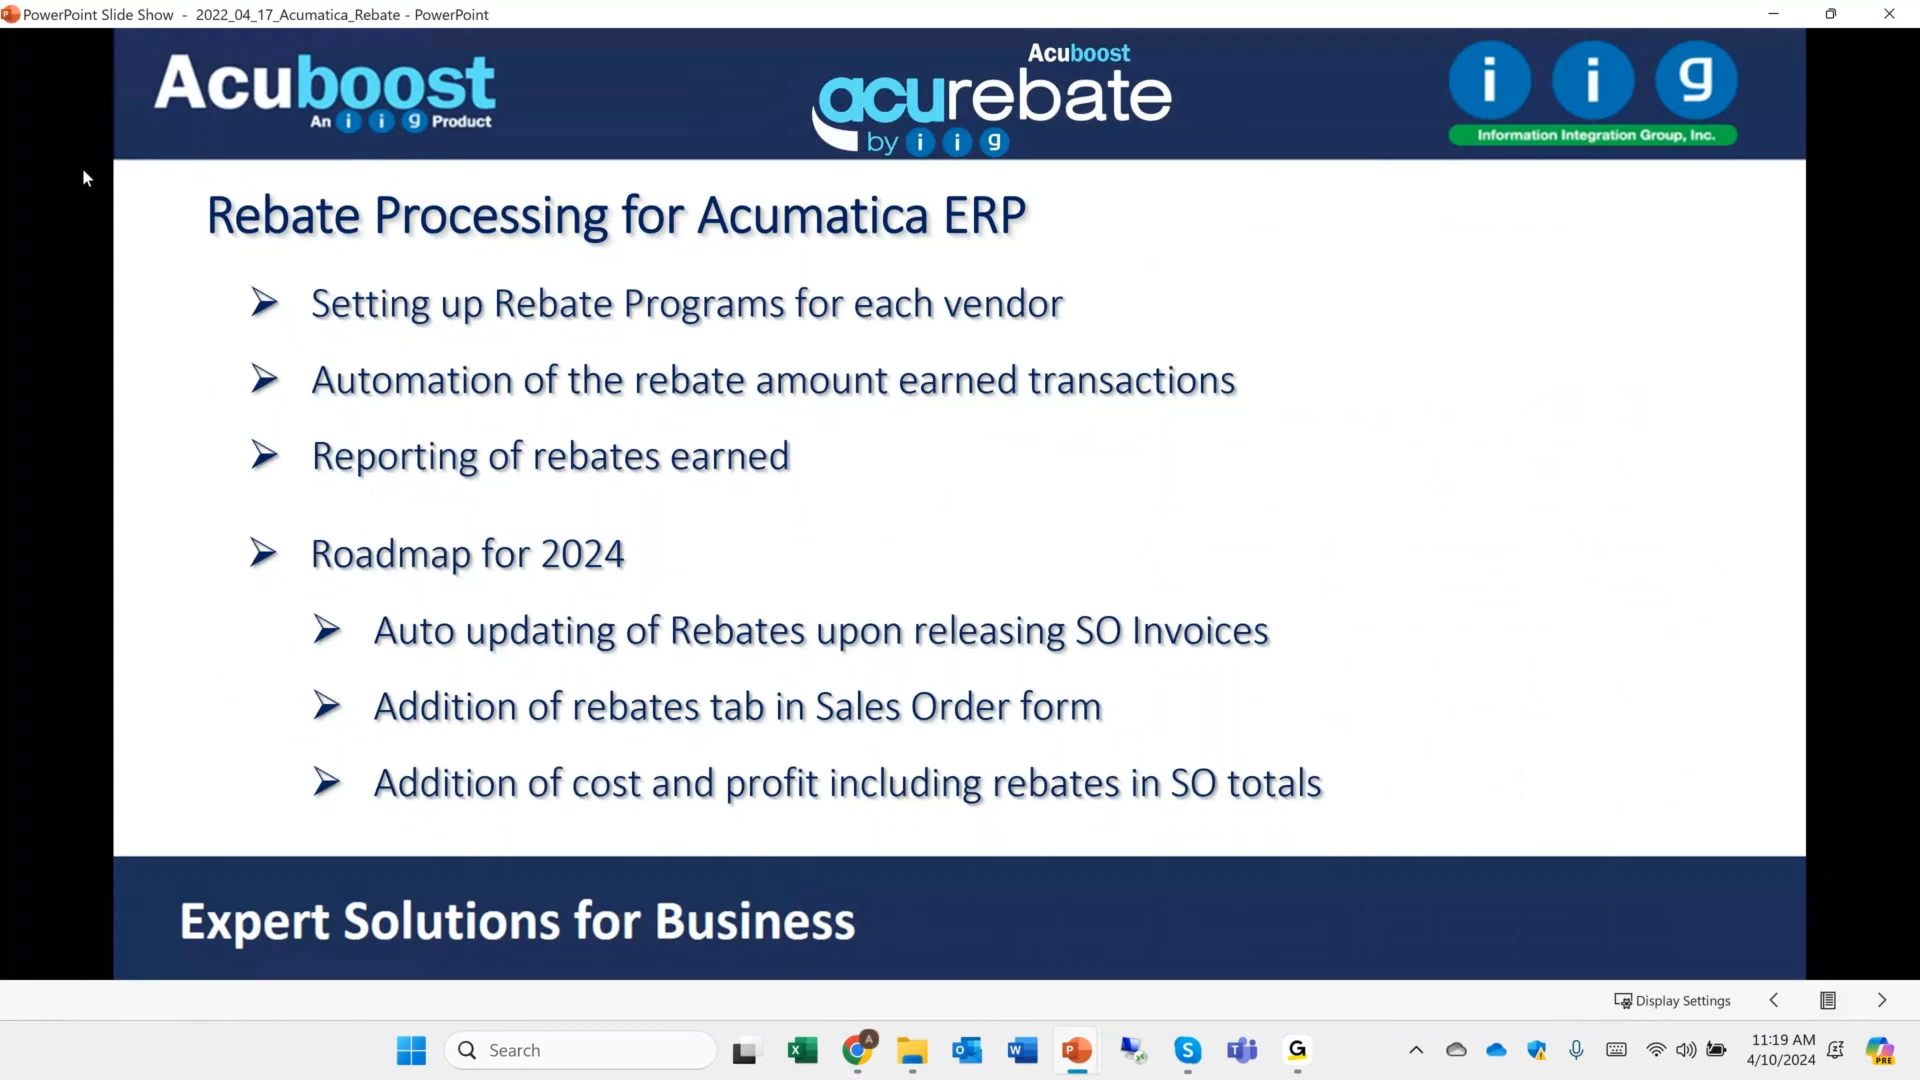 PowerPoint Slide Show - 2022_04_17_Acumatica_Rebate - PowerPoint
Acuboost
An i i g Product
Acuboost
acurebate
by i i g
i i g
Information Integration Group, Inc.
Rebate Processing for Acumatica ERP
Setting up Rebate Programs for each vendor
Automation of the rebate amount earned transactions
Reporting of rebates earned
Roadmap for 2024
Auto updating of Rebates upon releasing SO Invoices
Addition of rebates tab in Sales Order form
Addition of cost and profit including rebates in SO totals
Expert Solutions for Business
Display Settings
Search
A
G
PRE
11:19 AM
4/10/2024